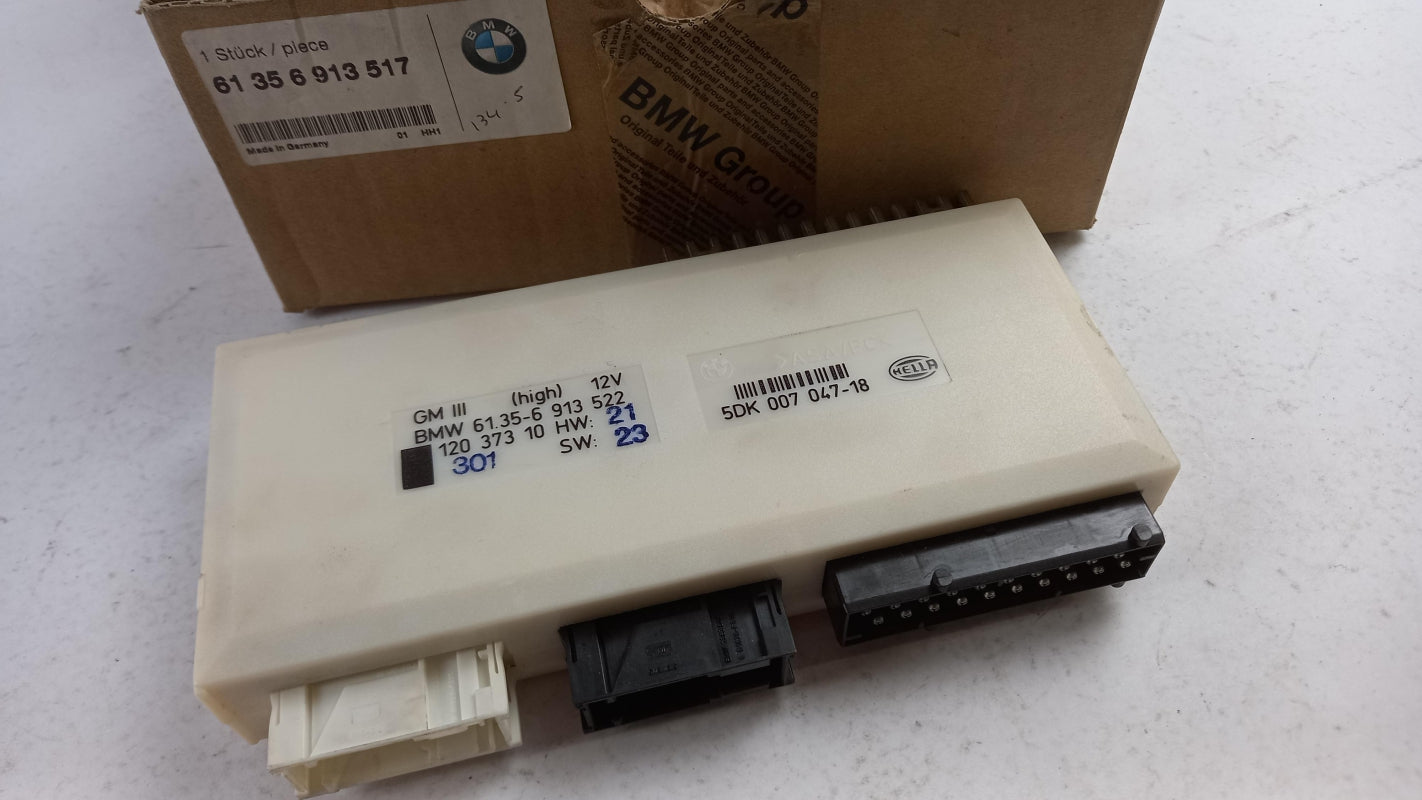 1 Stück / piece
61 35 6 913 517
01 HH1
Made in Germany
BMW
134.5
BMW Group
Original Teile und Zubehör
GM III (high) 12V
BMW 61.35-6 913 522
120 373 10 HW: 21
301 SW: 23
5DK 007 047-18
HELLA